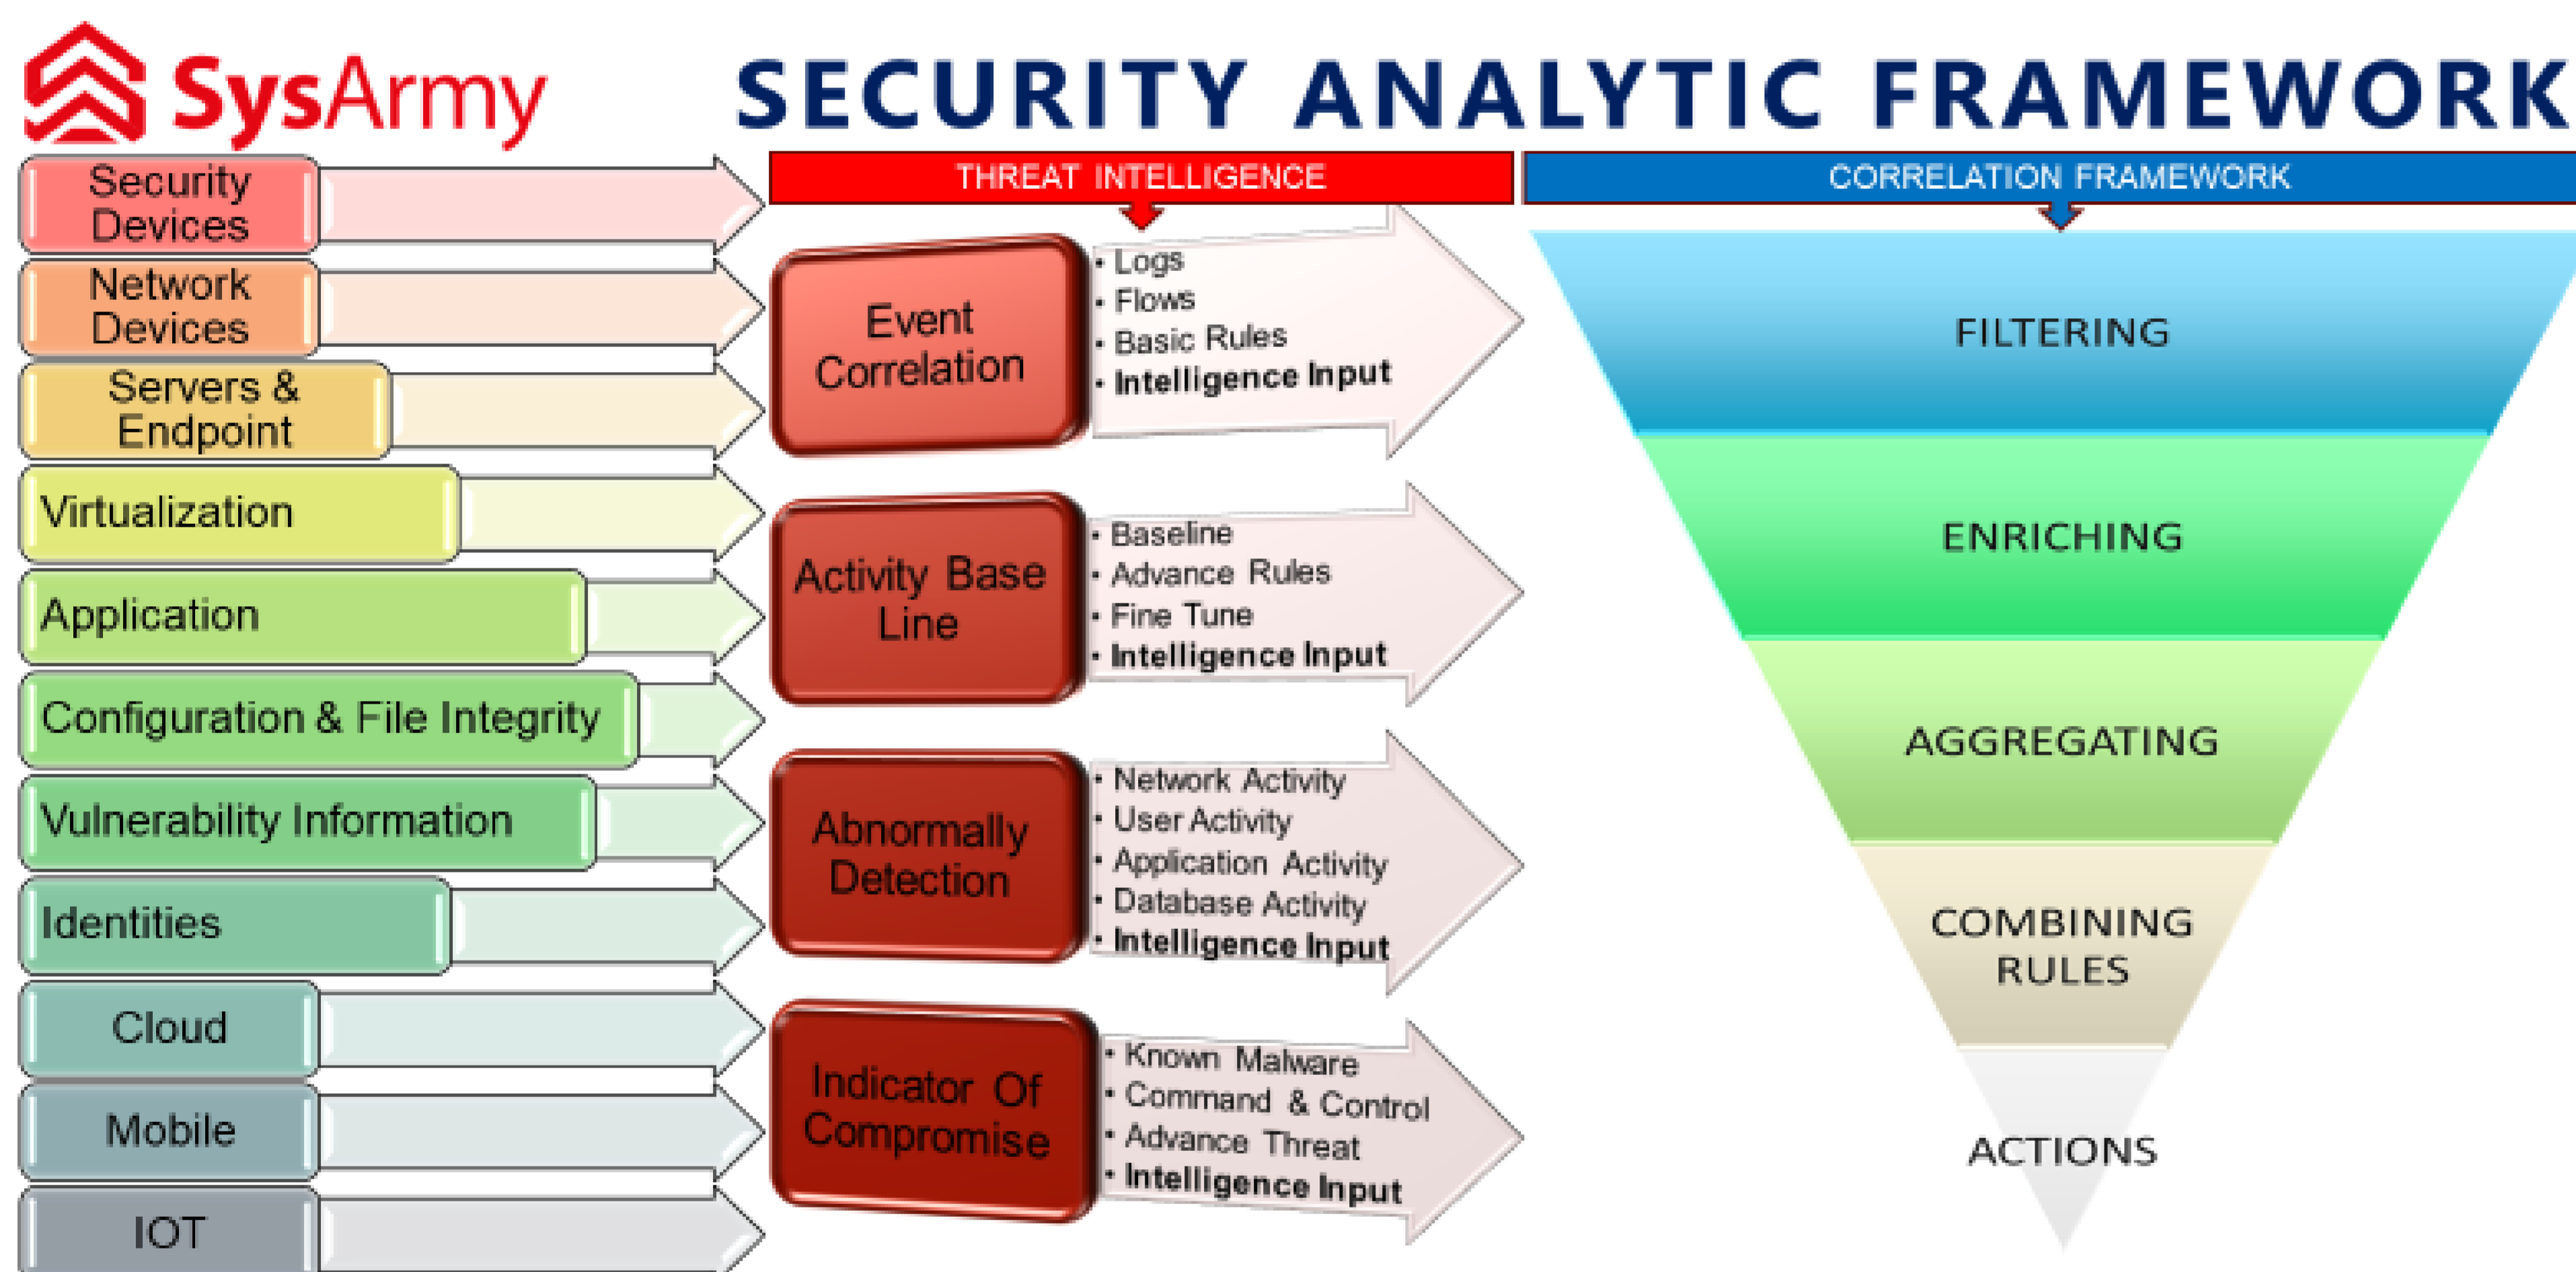 SysArmy
SECURITY ANALYTIC FRAMEWORK
Security
Devices
Network
Devices
Servers &
Endpoint
Virtualization
Application
Configuration & File Integrity
Vulnerability Information
Identities
Cloud
Mobile
IOT
THREAT INTELLIGENCE
Event
Correlation
• Logs
• Flows
• Basic Rules
• Intelligence Input
Activity Base
Line
• Baseline
• Advance Rules
• Fine Tune
• Intelligence Input
Abnormally
Detection
• Network Activity
• User Activity
• Application Activity
• Database Activity
• Intelligence Input
Indicator Of
Compromise
• Known Malware
• Command & Control
• Advance Threat
• Intelligence Input
CORRELATION FRAMEWORK
FILTERING
ENRICHING
AGGREGATING
COMBINING
RULES
ACTIONS